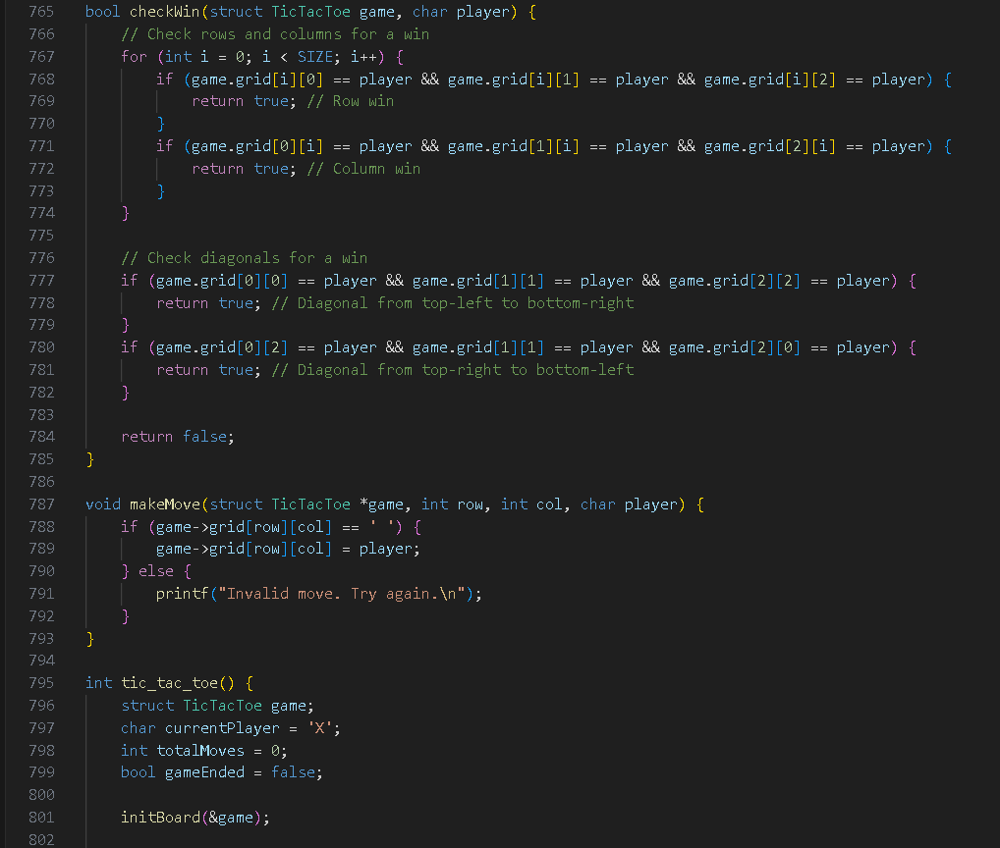 765 bool checkWin(struct TicTacToe game, char player) {
766     // Check rows and columns for a win
767     for (int i = 0; i < SIZE; i++) {
768         if (game.grid[i][0] == player && game.grid[i][1] == player && game.grid[i][2] == player) {
769             return true; // Row win
770         }
771         if (game.grid[0][i] == player && game.grid[1][i] == player && game.grid[2][i] == player) {
772             return true; // Column win
773         }
774     }
775
776     // Check diagonals for a win
777     if (game.grid[0][0] == player && game.grid[1][1] == player && game.grid[2][2] == player) {
778         return true; // Diagonal from top-left to bottom-right
779     }
780     if (game.grid[0][2] == player && game.grid[1][1] == player && game.grid[2][0] == player) {
781         return true; // Diagonal from top-right to bottom-left
782     }
783
784     return false;
785 }
786
787 void makeMove(struct TicTacToe *game, int row, int col, char player) {
788     if (game->grid[row][col] == ' ') {
789         game->grid[row][col] = player;
790     } else {
791         printf("Invalid move. Try again.\n");
792     }
793 }
794
795 int tic_tac_toe() {
796     struct TicTacToe game;
797     char currentPlayer = 'X';
798     int totalMoves = 0;
799     bool gameEnded = false;
800
801     initBoard(&game);
802